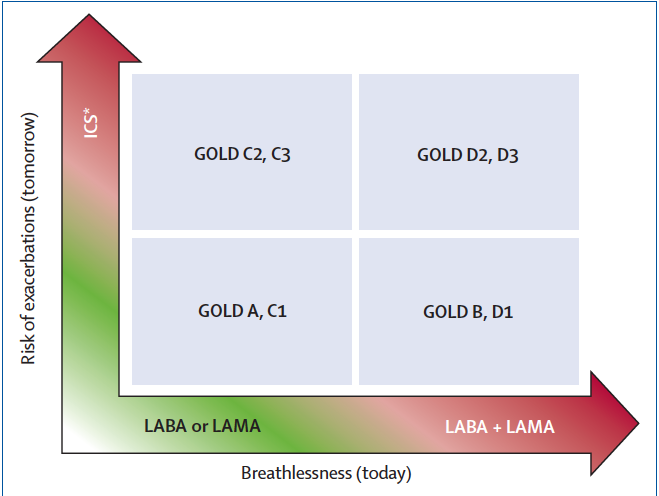 Risk of exacerbations (tomorrow)
ICS*
GOLD C2, C3
GOLD D2, D3
GOLD A, C1
GOLD B, D1
LABA or LAMA
LABA + LAMA
Breathlessness (today)